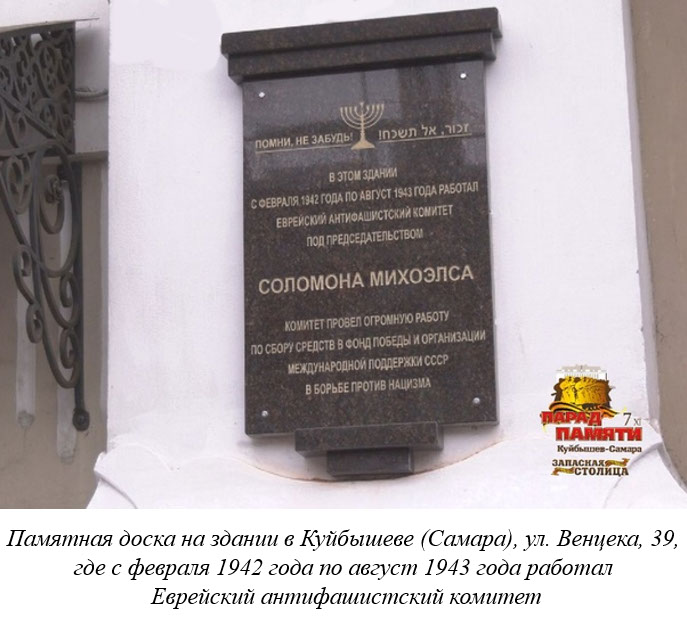 ПОМНИ, НЕ ЗАБУДЬ! זכור, אל תשכח!
В ЭТОМ ЗДАНИИ
С ФЕВРАЛЯ 1942 ГОДА ПО АВГУСТ 1943 ГОДА РАБОТАЛ
ЕВРЕЙСКИЙ АНТИФАШИСТСКИЙ КОМИТЕТ
ПОД ПРЕДСЕДАТЕЛЬСТВОМ
СОЛОМОНА МИХОЭЛСА
КОМИТЕТ ПРОВЕЛ ОГРОМНУЮ РАБОТУ
ПО СБОРУ СРЕДСТВ В ФОНД ПОБЕДЫ И ОРГАНИЗАЦИИ
МЕЖДУНАРОДНОЙ ПОДДЕРЖКИ СССР
В БОРЬБЕ ПРОТИВ НАЦИЗМА
ПАРАД 7 XI
ПАМЯТИ
Куйбышев-Самара
ЗАПАСНАЯ
СТОЛИЦА
Памятная доска на здании в Куйбышеве (Самара), ул. Венцека, 39,
где с февраля 1942 года по август 1943 года работал
Еврейский антифашистский комитет